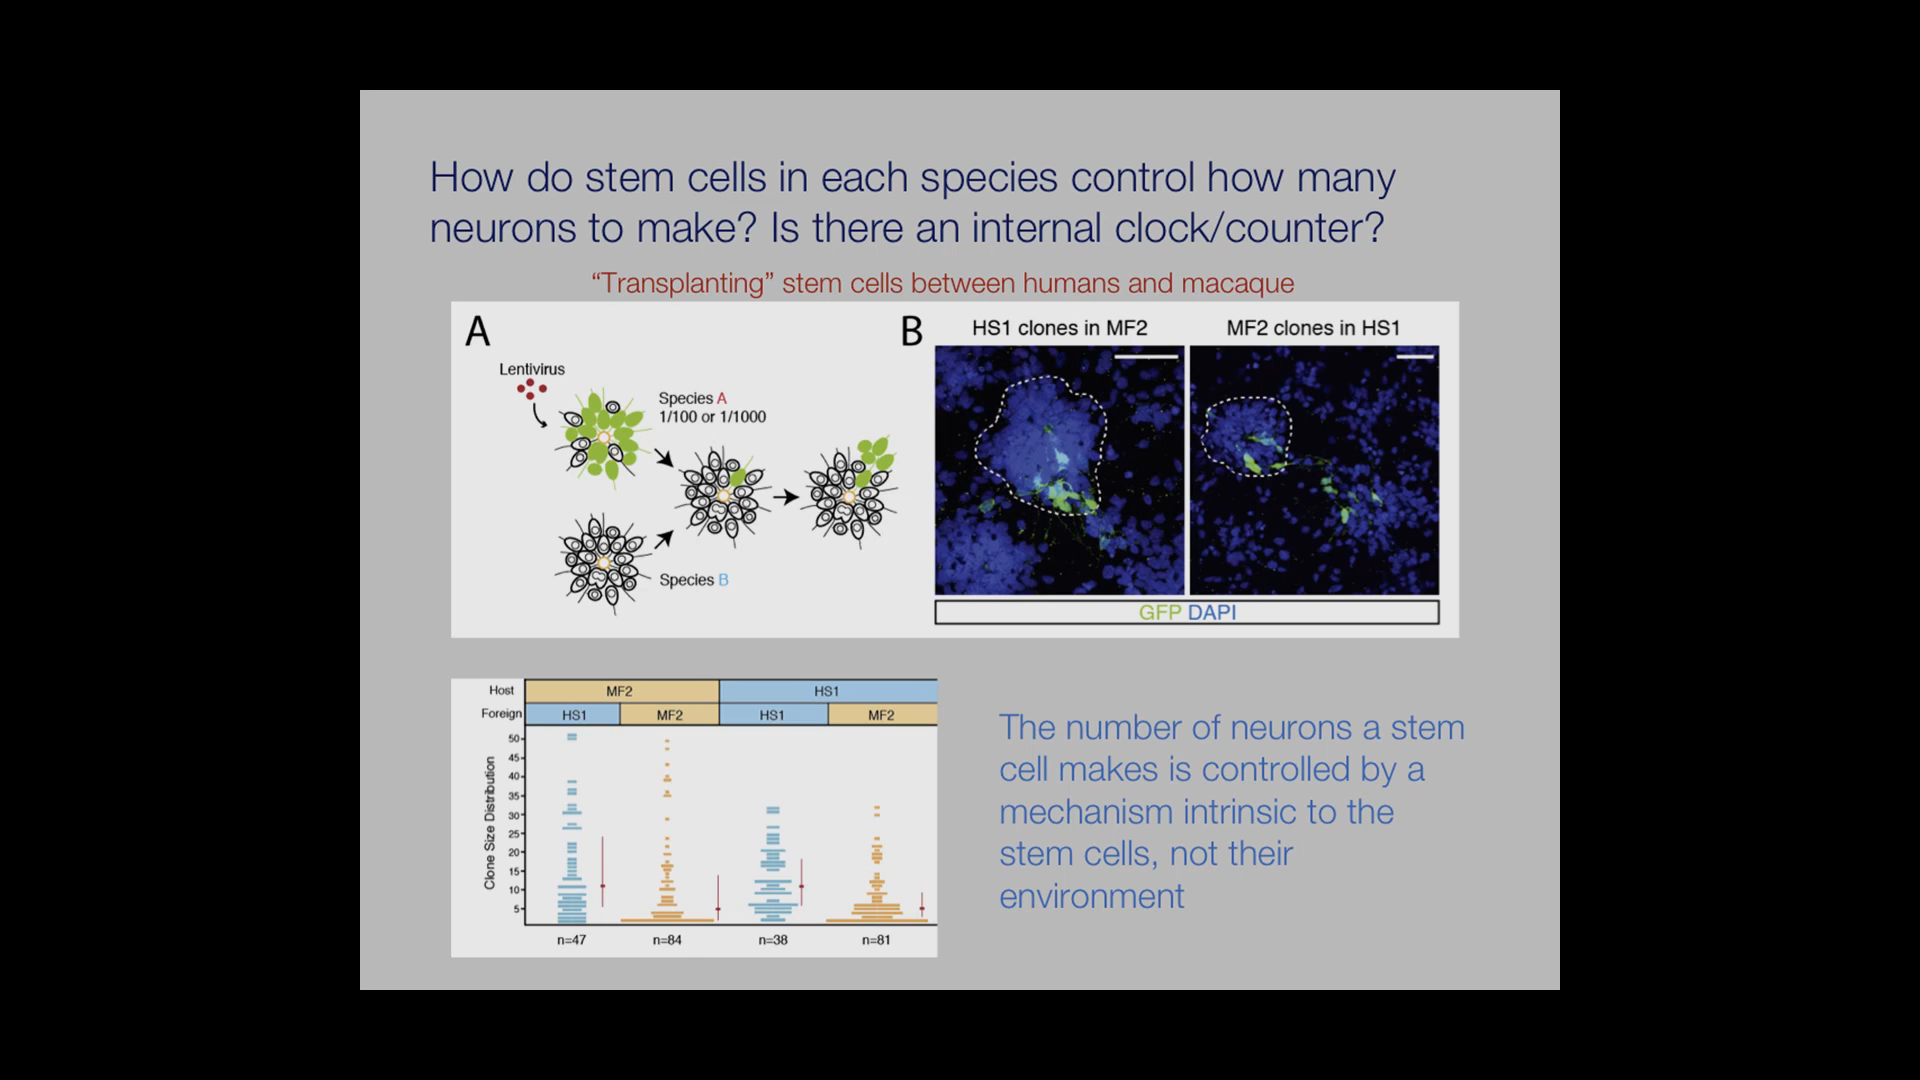 How do stem cells in each species control how many
neurons to make? Is there an internal clock/counter?
“Transplanting” stem cells between humans and macaque
A
Lentivirus
Species A
1/100 or 1/1000
Species B
B
HS1 clones in MF2
MF2 clones in HS1
GFP DAPI
Host MF2 HS1
Foreign HS1 MF2 HS1 MF2
Clone Size Distribution
50
45
40
35
30
25
20
15
10
5
n=47 n=84 n=38 n=81
The number of neurons a stem
cell makes is controlled by a
mechanism intrinsic to the
stem cells, not their
environment